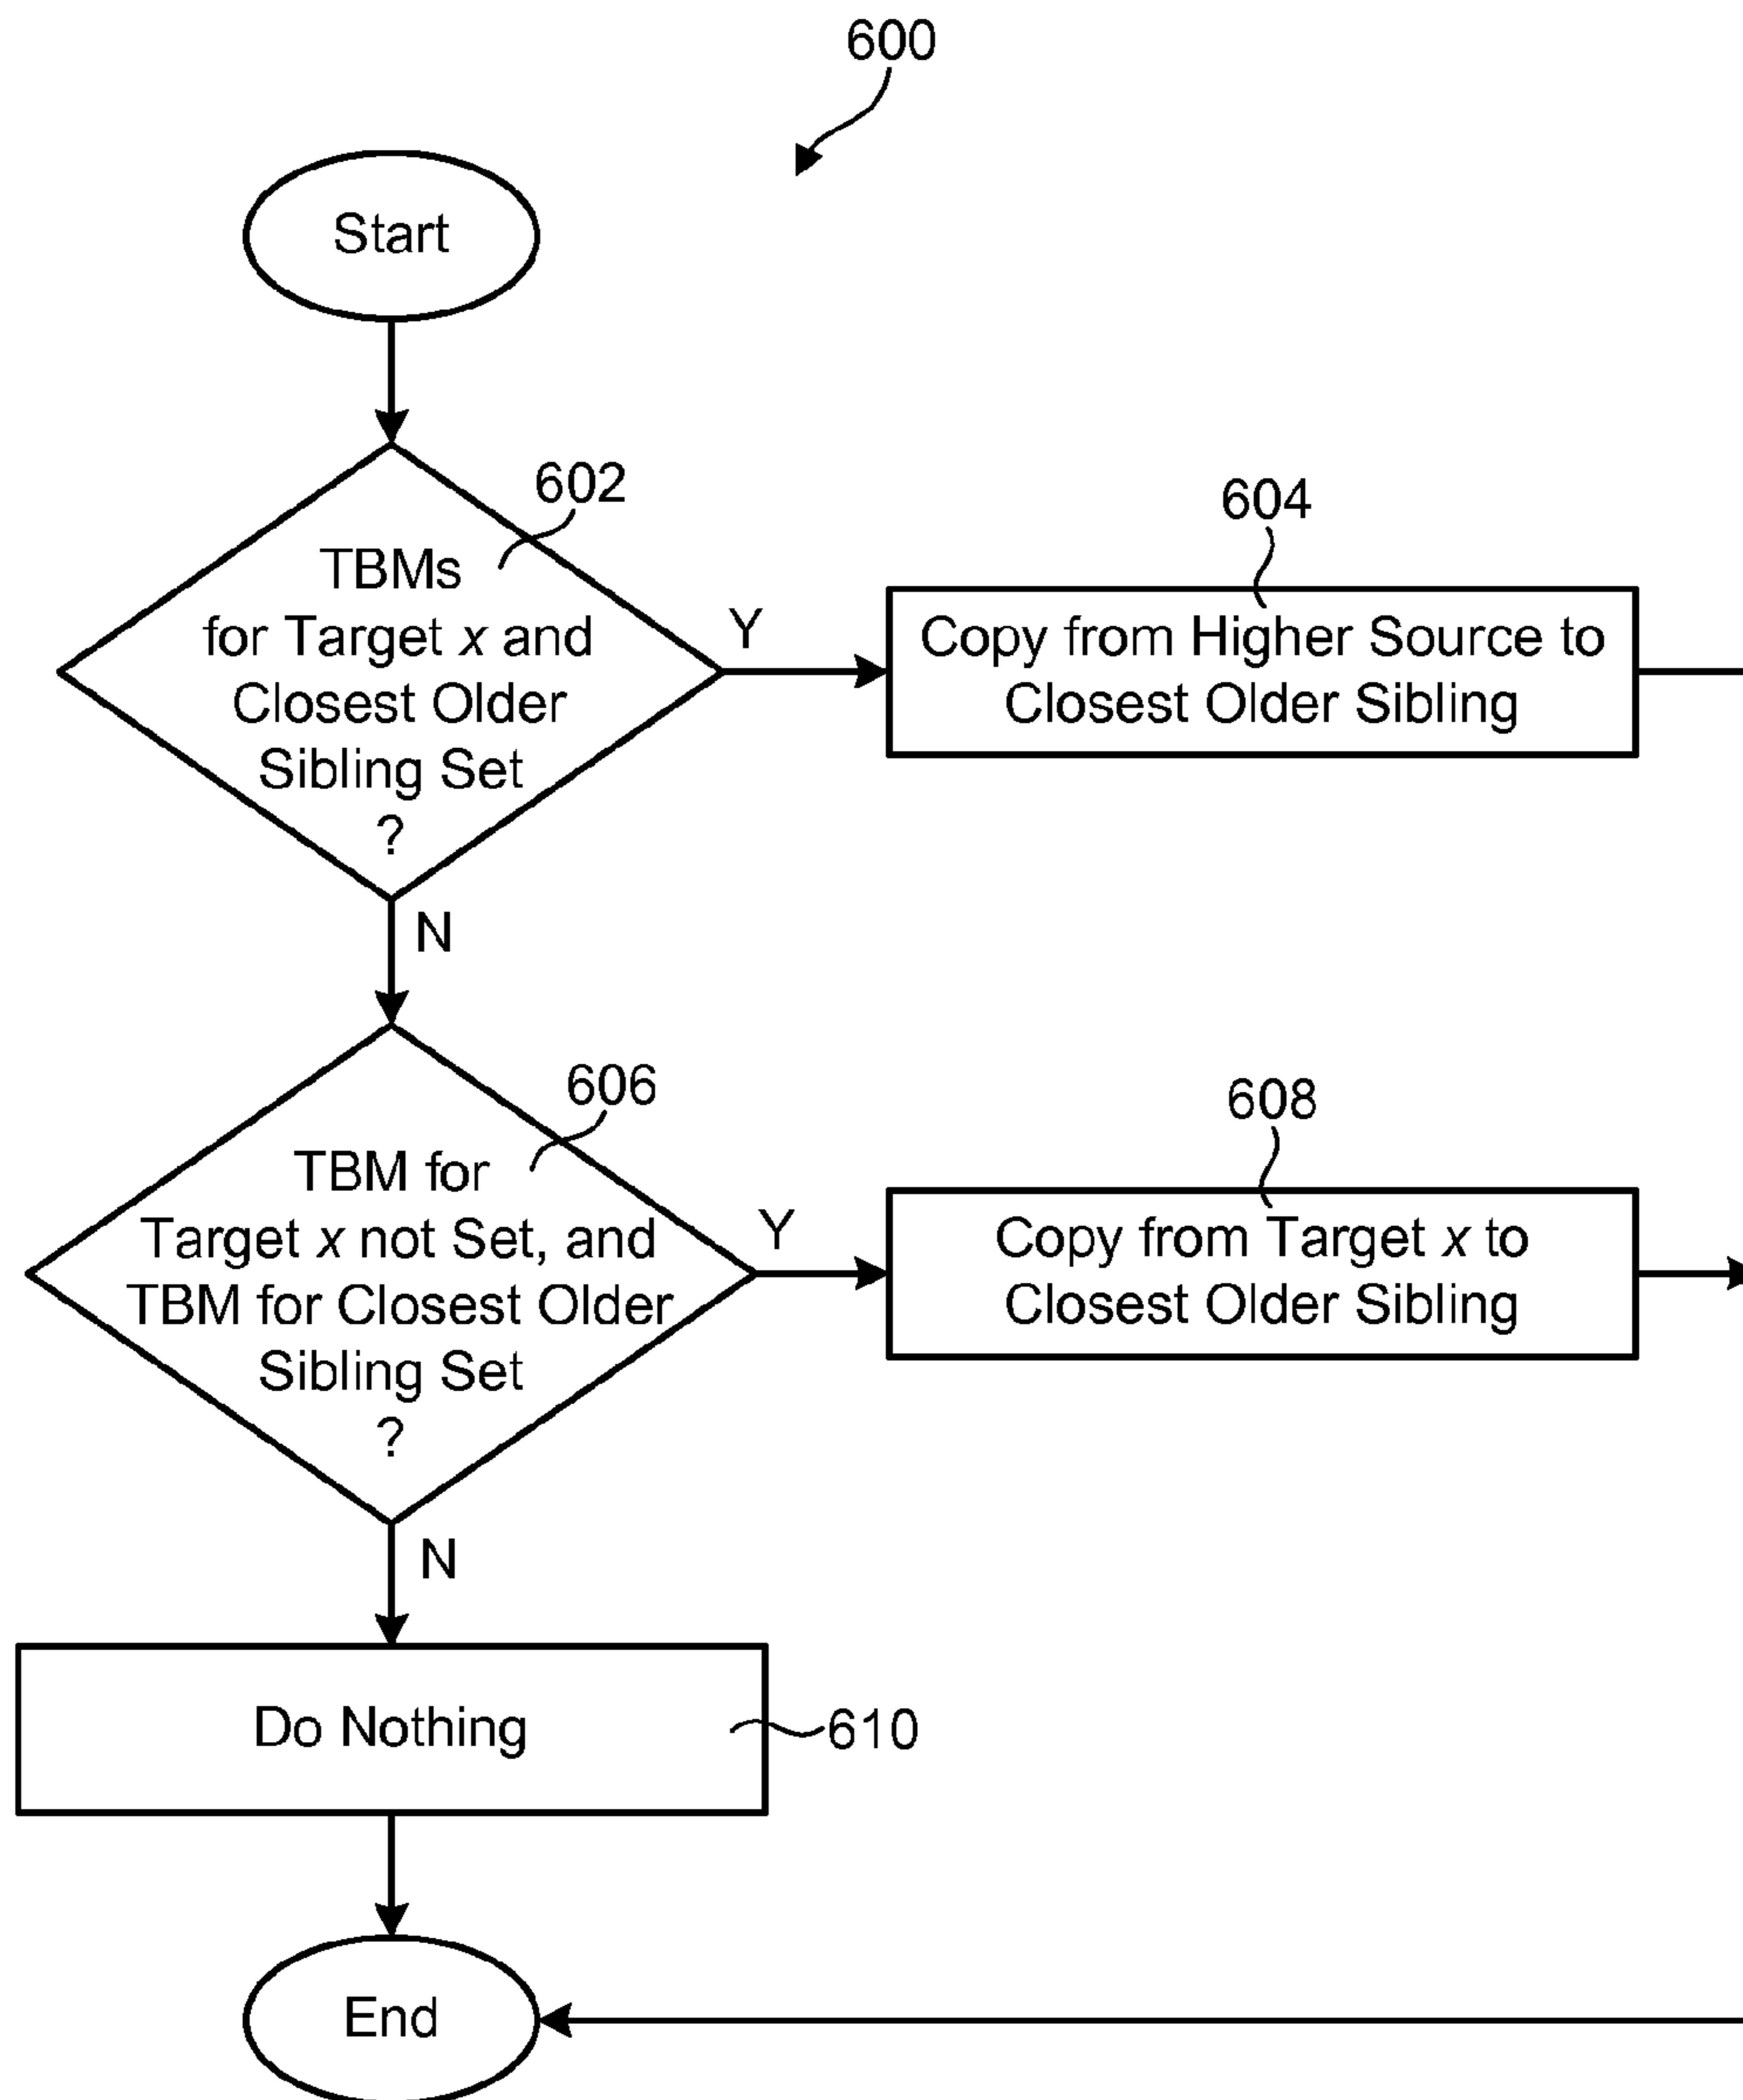 600
Start
602
TBMs
for Target x and
Closest Older
Sibling Set
?
Y
604
Copy from Higher Source to
Closest Older Sibling
N
606
TBM for
Target x not Set, and
TBM for Closest Older
Sibling Set
?
Y
608
Copy from Target x to
Closest Older Sibling
N
Do Nothing
610
End